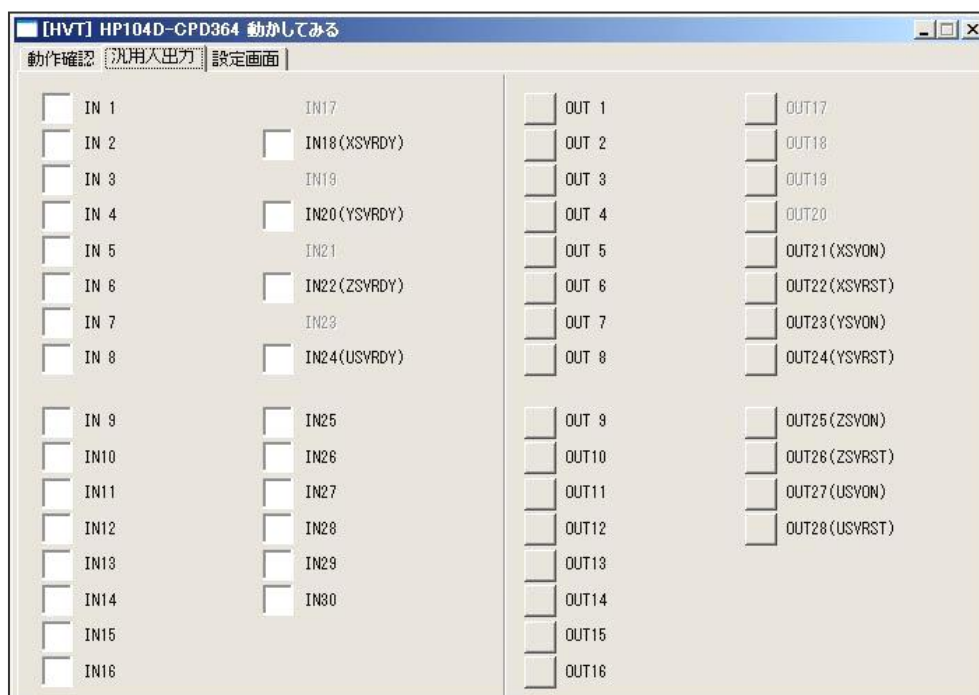 [HVT] HP104D-CPD364 動かしてみる
動作確認 汎用入出力 設定画面
IN 1
IN 2
IN 3
IN 4
IN 5
IN 6
IN 7
IN 8
IN 9
IN10
IN11
IN12
IN13
IN14
IN15
IN16
IN17
IN18(XSVRDY)
IN19
IN20(YSVRDY)
IN21
IN22(ZSVRDY)
IN23
IN24(USVRDY)
IN25
IN26
IN27
IN28
IN29
IN30
OUT 1
OUT 2
OUT 3
OUT 4
OUT 5
OUT 6
OUT 7
OUT 8
OUT 9
OUT10
OUT11
OUT12
OUT13
OUT14
OUT15
OUT16
OUT17
OUT18
OUT19
OUT20
OUT21(XSVON)
OUT22(XSVRST)
OUT23(YSVON)
OUT24(YSVRST)
OUT25(ZSVON)
OUT26(ZSVRST)
OUT27(USVON)
OUT28(USVRST)